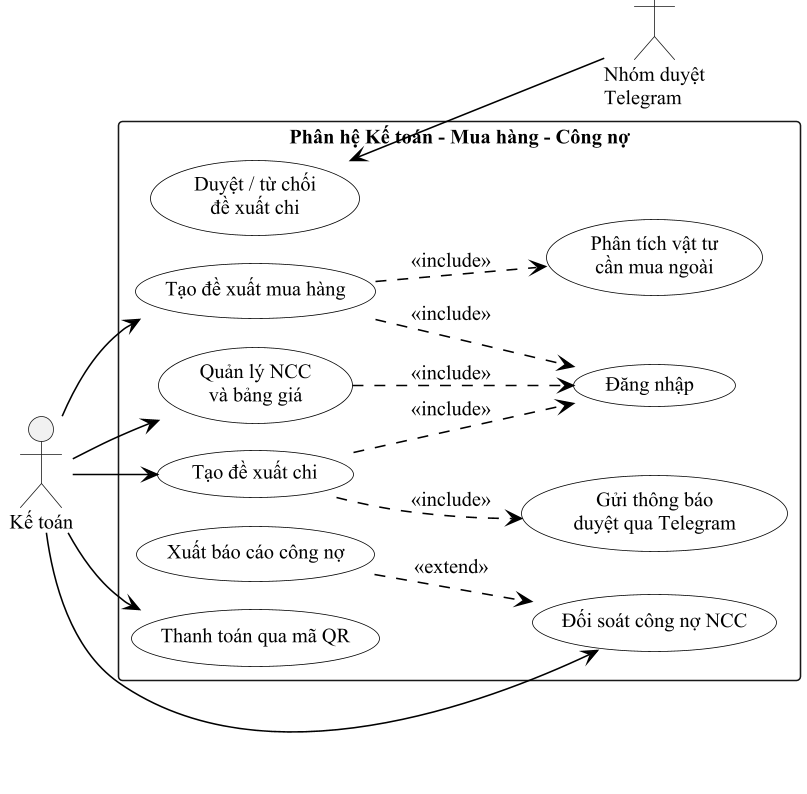 Nhóm duyệt
Telegram
Phân hệ Kế toán - Mua hàng - Công nợ
Duyệt / từ chối
đề xuất chi
Phân tích vật tư
cần mua ngoài
«include»
Tạo đề xuất mua hàng
«include»
Quản lý NCC
và bảng giá
«include»
Đăng nhập
«include»
Tạo đề xuất chi
«include»
Gửi thông báo
duyệt qua Telegram
Kế toán
Xuất báo cáo công nợ
«extend»
Đối soát công nợ NCC
Thanh toán qua mã QR